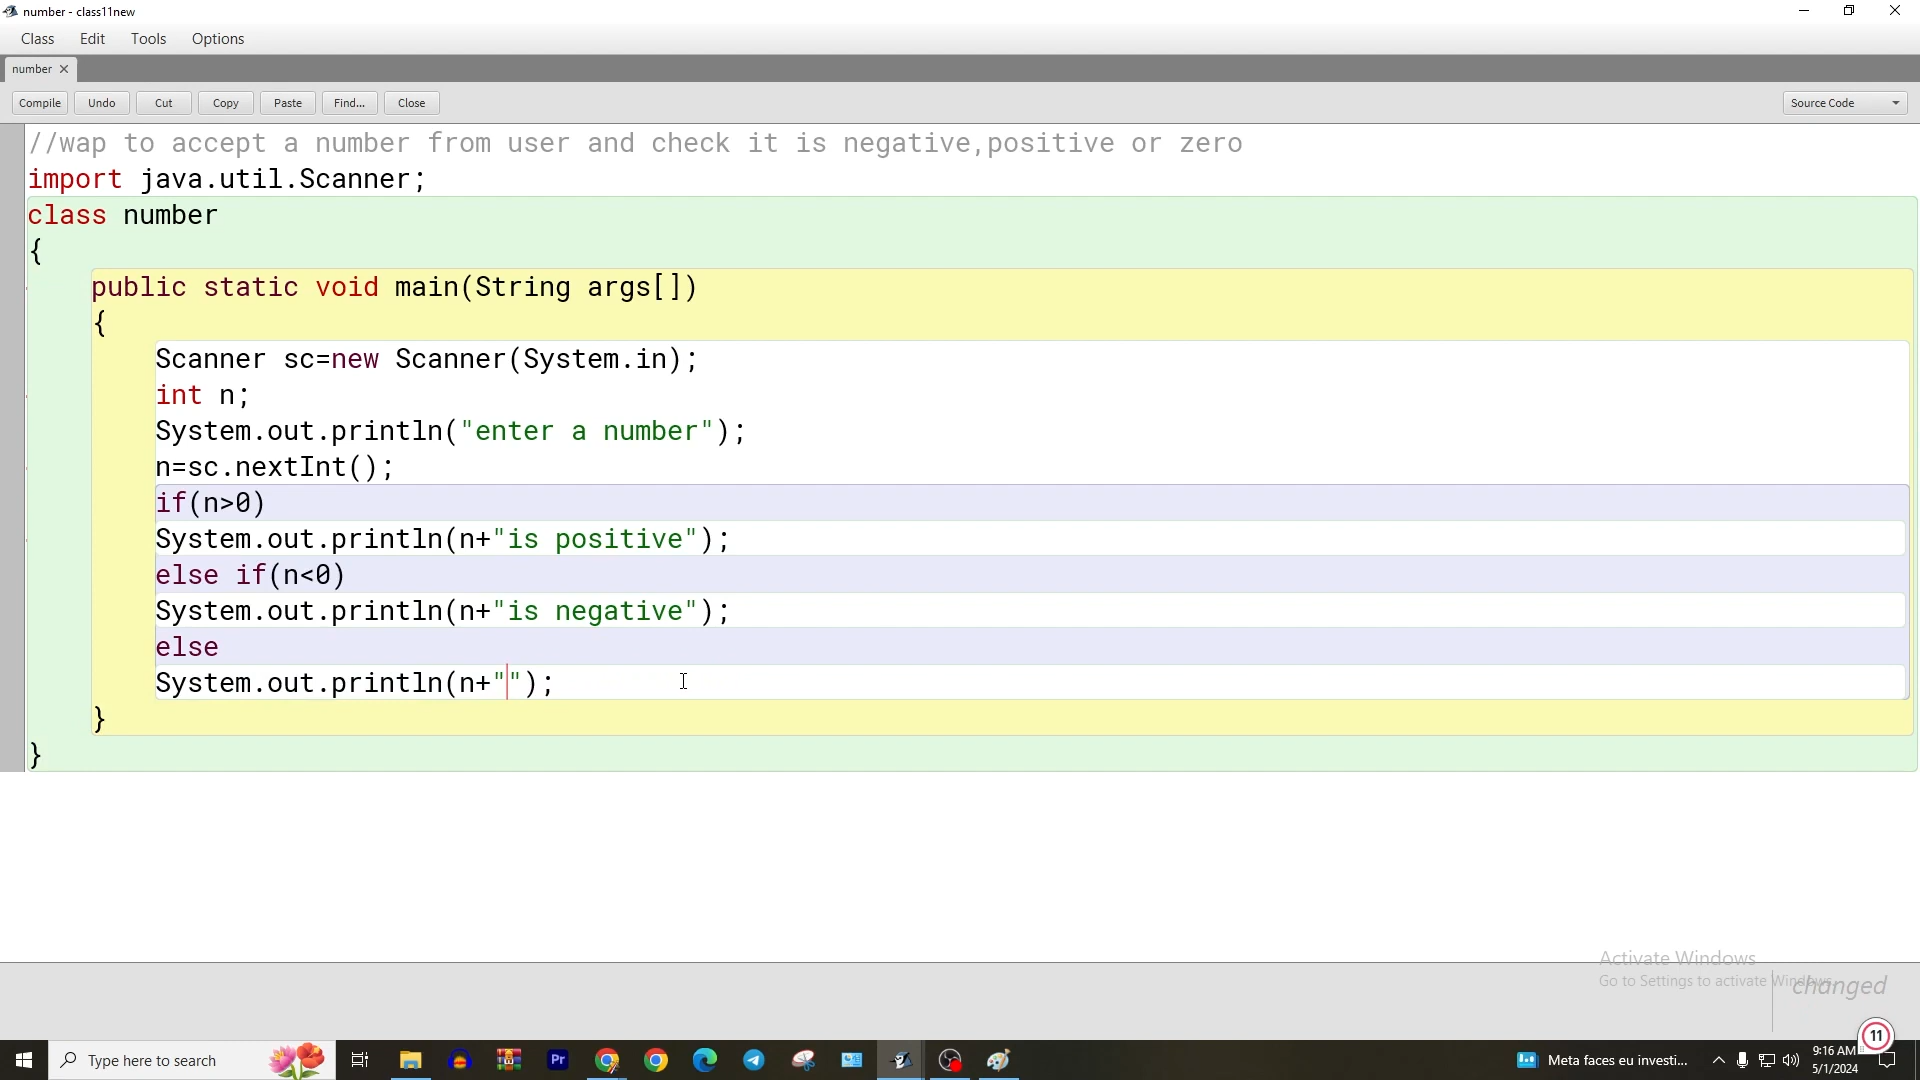 number - class11new
Class Edit Tools Options
number
Compile Undo Cut Copy Paste Find... Close Source Code
//wap to accept a number from user and check it is negative,positive or zero
import java.util.Scanner;
class number
{
public static void main(String args[])
{
Scanner sc=new Scanner(System.in);
int n;
System.out.println("enter a number");
n=sc.nextInt();
if(n>0)
System.out.println(n+"is positive");
else if(n<0)
System.out.println(n+"is negative");
else
System.out.println(n+"");
}
}
Activate Windows
Go to Settings to activate Windows.
changed
11
Type here to search
Pr
Meta faces eu investi...
9:16 AM
5/1/2024